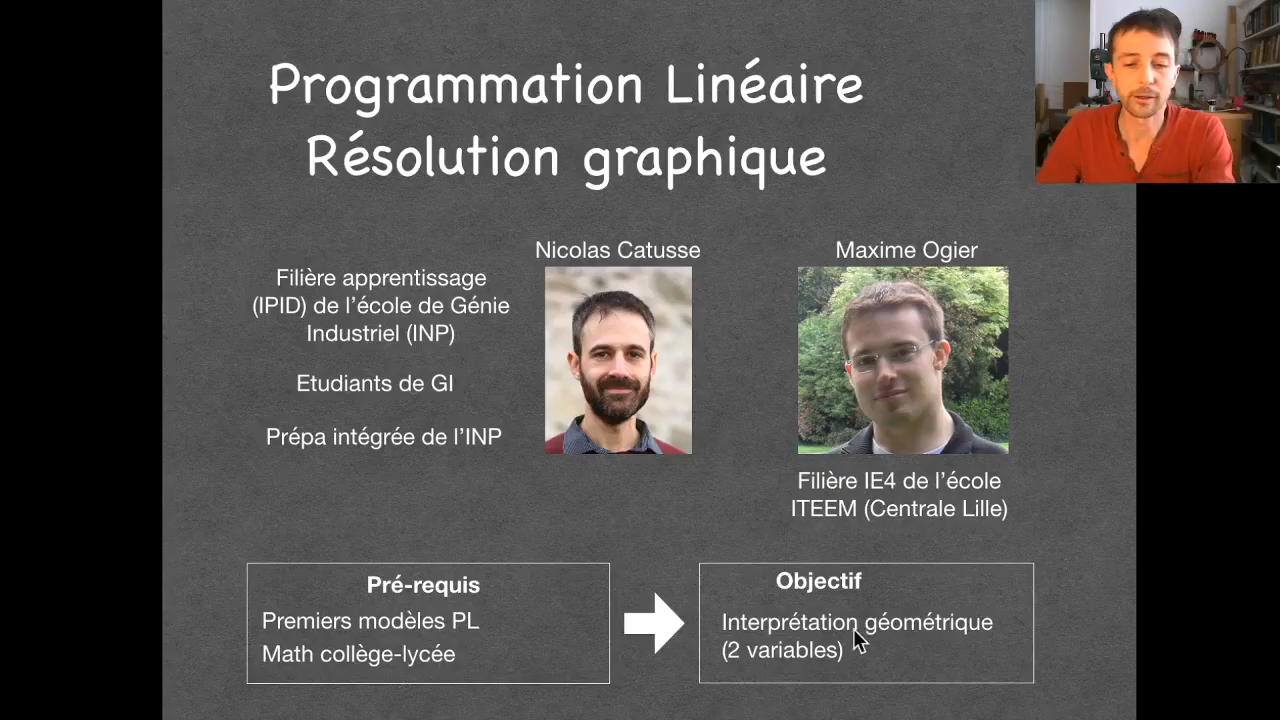 Programmation Linéaire
Résolution graphique
Nicolas Catusse
Maxime Ogier
Filière apprentissage
(IPID) de l'école de Génie
Industriel (INP)
Etudiants de GI
Prépa intégrée de l'INP
Filière IE4 de l'école
ITEEM (Centrale Lille)
Pré-requis
Premiers modèles PL
Math collège-lycée
Objectif
Interprétation géométrique
(2 variables)